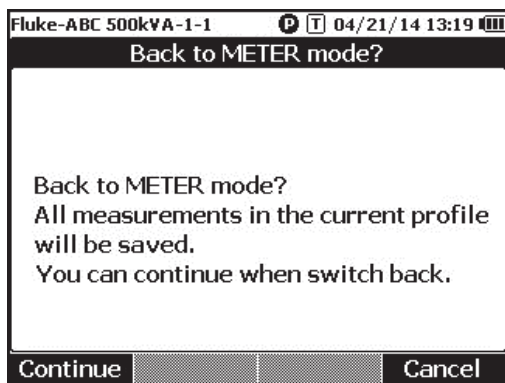 Fluke-ABC 500kVA-1-1 P T 04/21/14 13:19
Back to METER mode?
Back to METER mode?
All measurements in the current profile
will be saved.
You can continue when switch back.
Continue Cancel